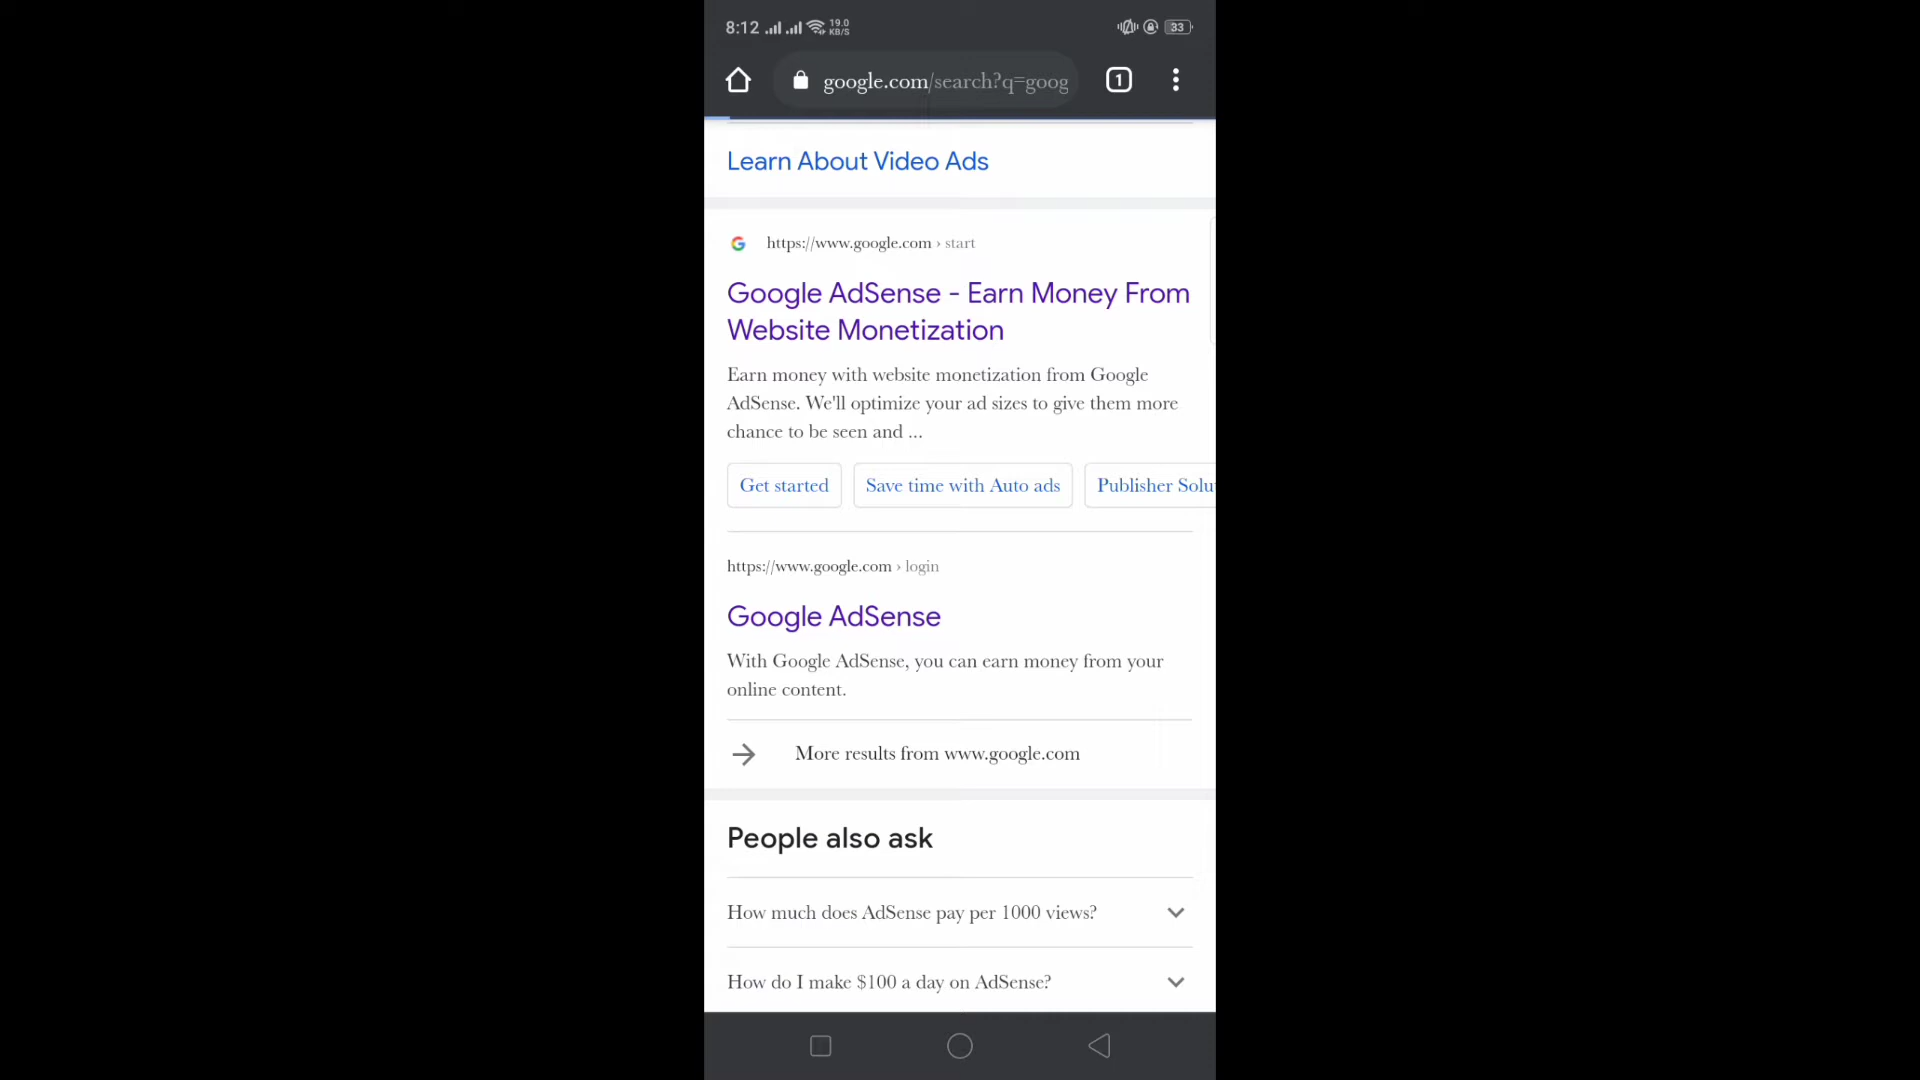 8:12 19.0 KB/S 33
google.com/search?q=goog 1
Learn About Video Ads
https://www.google.com › start
Google AdSense - Earn Money From
Website Monetization
Earn money with website monetization from Google
AdSense. We'll optimize your ad sizes to give them more
chance to be seen and ...
Get started Save time with Auto ads Publisher Solu
https://www.google.com › login
Google AdSense
With Google AdSense, you can earn money from your
online content.
More results from www.google.com
People also ask
How much does AdSense pay per 1000 views?
How do I make $100 a day on AdSense?